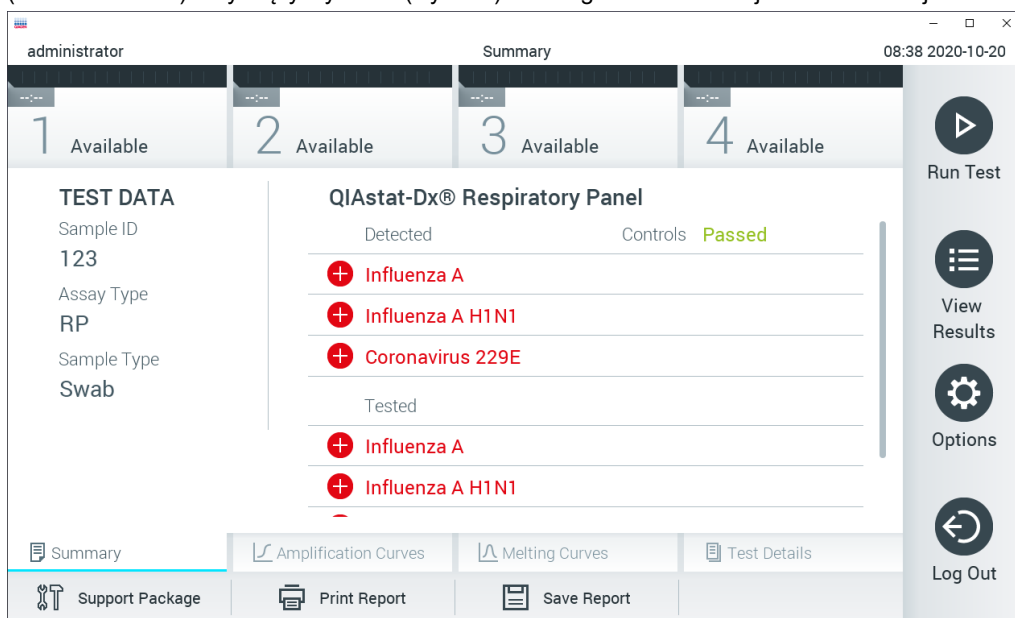 administrator Summary 08:38 2020-10-20
--:-- --:-- --:-- --:--
1 Available 2 Available 3 Available 4 Available
Run Test
TEST DATA
Sample ID
123
Assay Type
RP
Sample Type
Swab
QIAstat-Dx® Respiratory Panel
Detected Controls Passed
Influenza A
Influenza A H1N1
Coronavirus 229E
Tested
Influenza A
Influenza A H1N1
View
Results
Options
Log Out
Summary Amplification Curves Melting Curves Test Details
Support Package Print Report Save Report